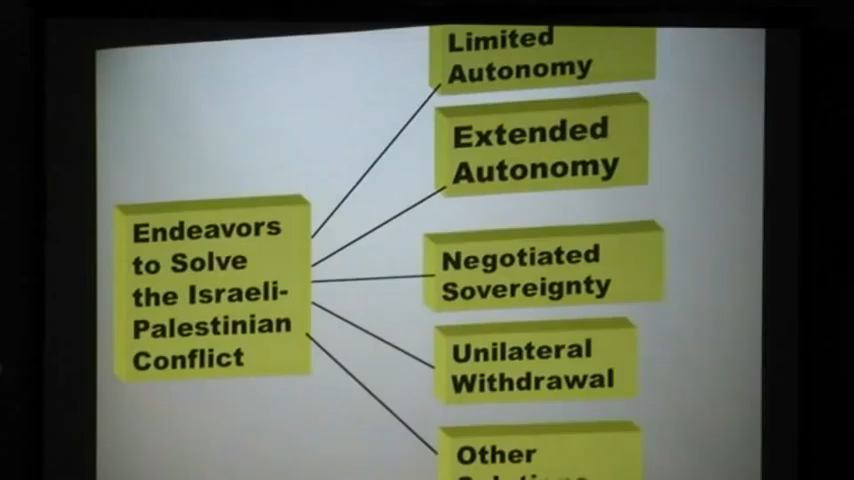 Limited
Autonomy
Extended
Autonomy
Endeavors
to Solve
the Israeli-
Palestinian
Conflict
Negotiated
Sovereignty
Unilateral
Withdrawal
Other